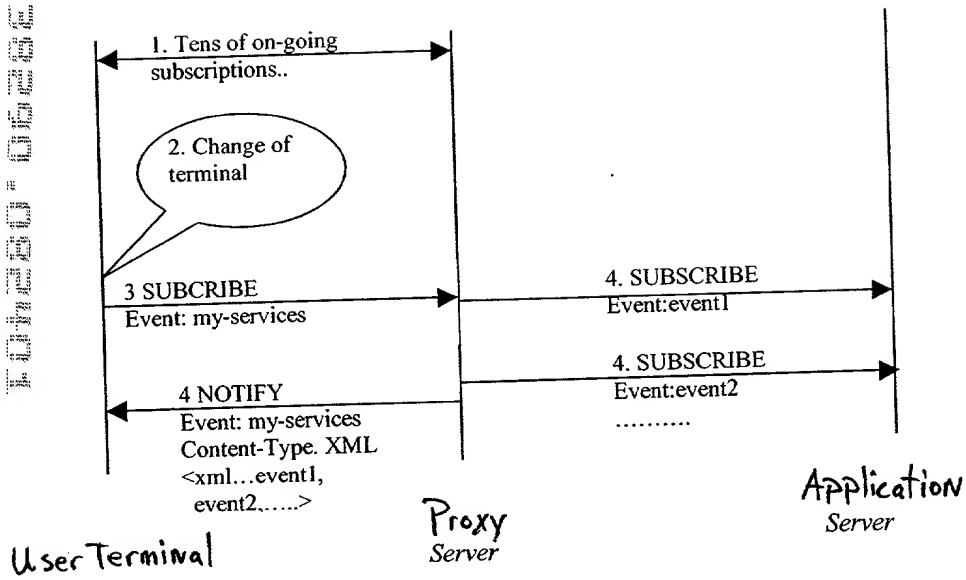 1. Tens of on-going
subscriptions..
2. Change of
terminal
3 SUBCRIBE
Event: my-services
4. SUBSCRIBE
Event:event1
4. SUBSCRIBE
Event:event2
..........
4 NOTIFY
Event: my-services
Content-Type. XML
<xml...event1,
event2,.....>
User Terminal
Proxy
Server
Application
Server